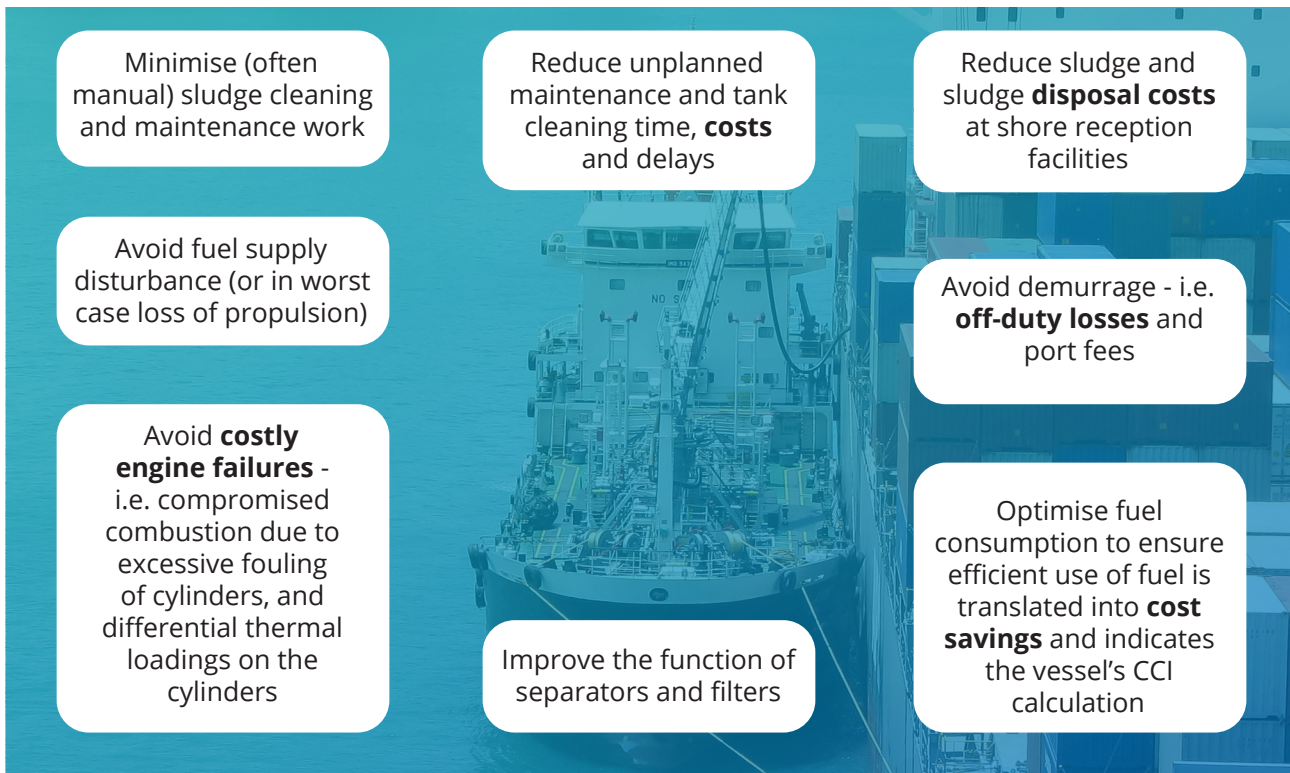 Minimise (often
manual) sludge cleaning
and maintenance work
Avoid fuel supply
disturbance (or in worst
case loss of propulsion)
Avoid costly
engine failures -
i.e. compromised
combustion due to
excessive fouling
of cylinders, and
differential thermal
loadings on the
cylinders
Reduce unplanned
maintenance and tank
cleaning time, costs
and delays
Improve the function of
separators and filters
Reduce sludge and
sludge disposal costs
at shore reception
facilities
Avoid demurrage - i.e.
off-duty losses and
port fees
Optimise fuel
consumption to ensure
efficient use of fuel is
translated into cost
savings and indicates
the vessel’s CCI
calculation